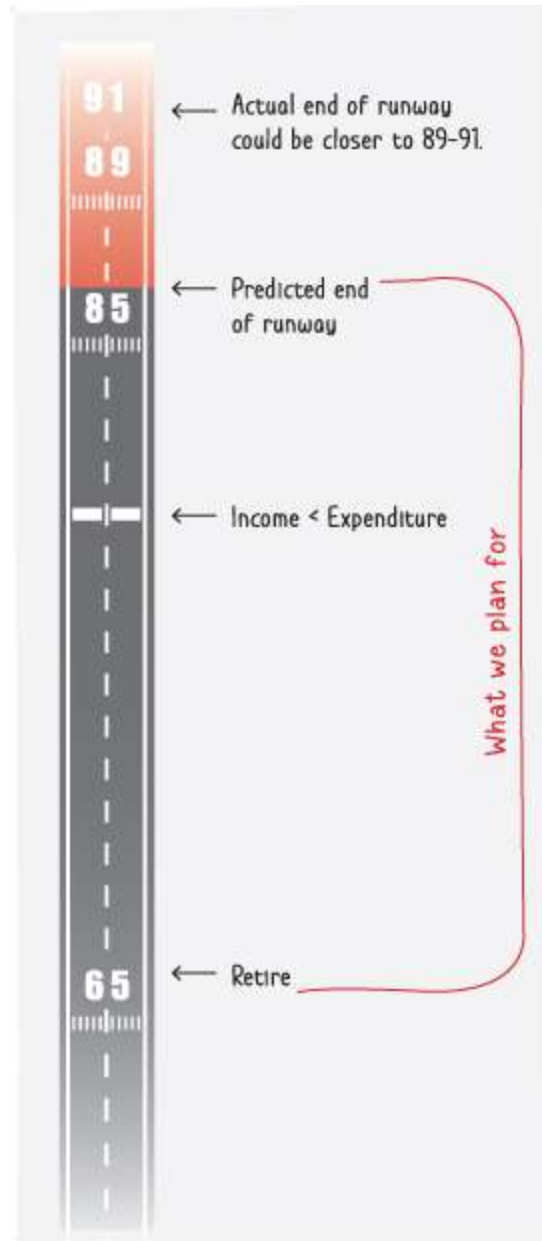 91
Actual end of runway
could be closer to 89-91.
89
Predicted end
of runway
85
Income < Expenditure
What we plan for
Retire
65